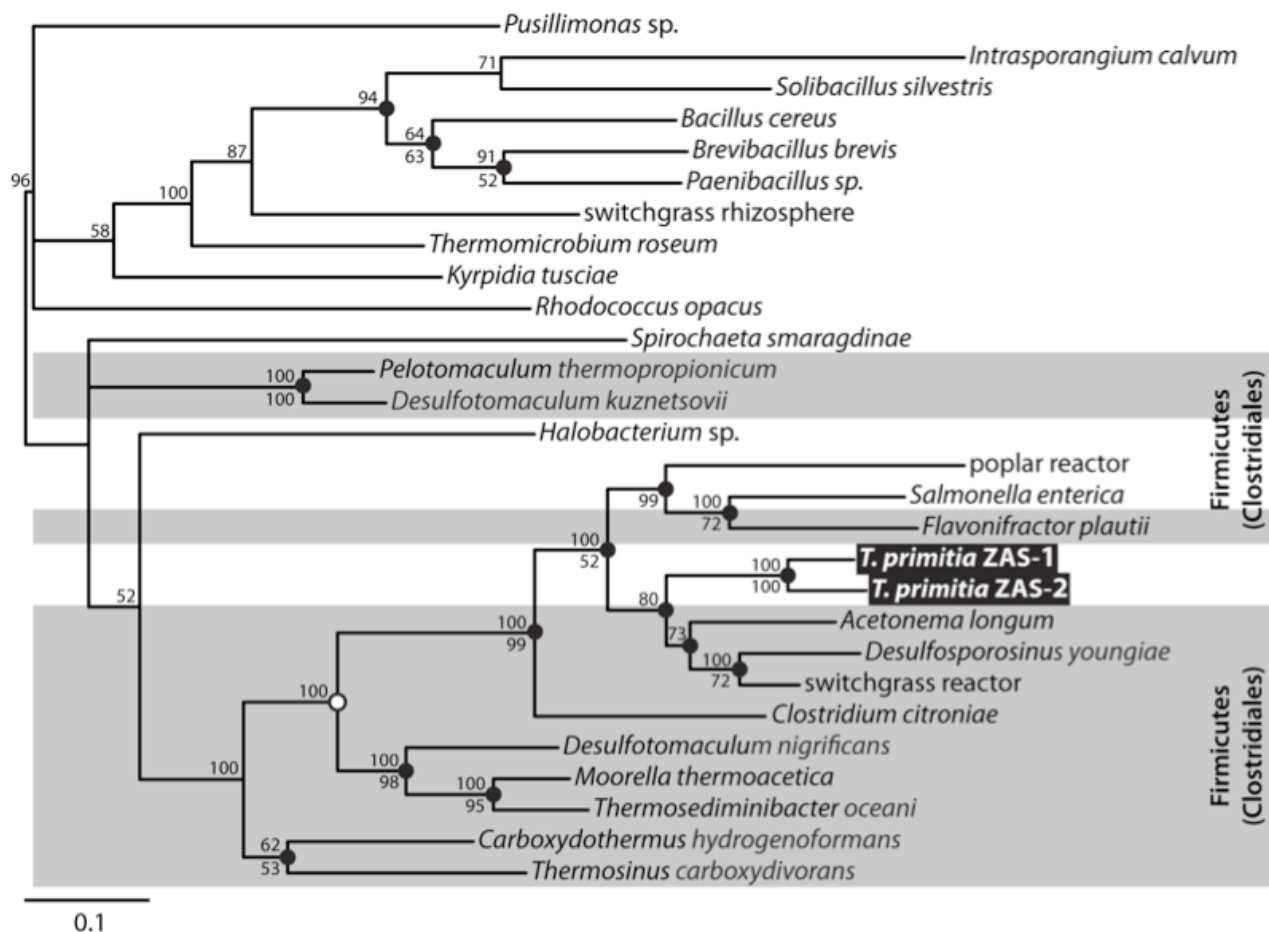 Pusillimonas sp.
Intrasporangium calvum
71
Solibacillus silvestris
94
Bacillus cereus
64
63
Brevibacillus brevis
91
52
Paenibacillus sp.
87
switchgrass rhizosphere
96
100
Thermomicrobium roseum
58
Kyrpidia tusciae
Rhodococcus opacus
Spirochaeta smaragdinae
Pelotomaculum thermopropionicum
100
100
Desulfotomaculum kuznetsovii
Halobacterium sp.
poplar reactor
99
Salmonella enterica
100
72
Flavonifractor plautii
100
52
T. primitia ZAS-1
100
100
T. primitia ZAS-2
80
52
Acetonema longum
73
100
99
Desulfosporosinus youngiae
100
72
switchgrass reactor
Clostridium citroniae
100
Desulfotomaculum nigrificans
100
98
Moorella thermoacetica
100
95
Thermosediminibacter oceani
100
Carboxydothermus hydrogenoformans
62
53
Thermosinus carboxydivorans
Firmicutes
(Clostridiales)
Firmicutes
(Clostridiales)
0.1